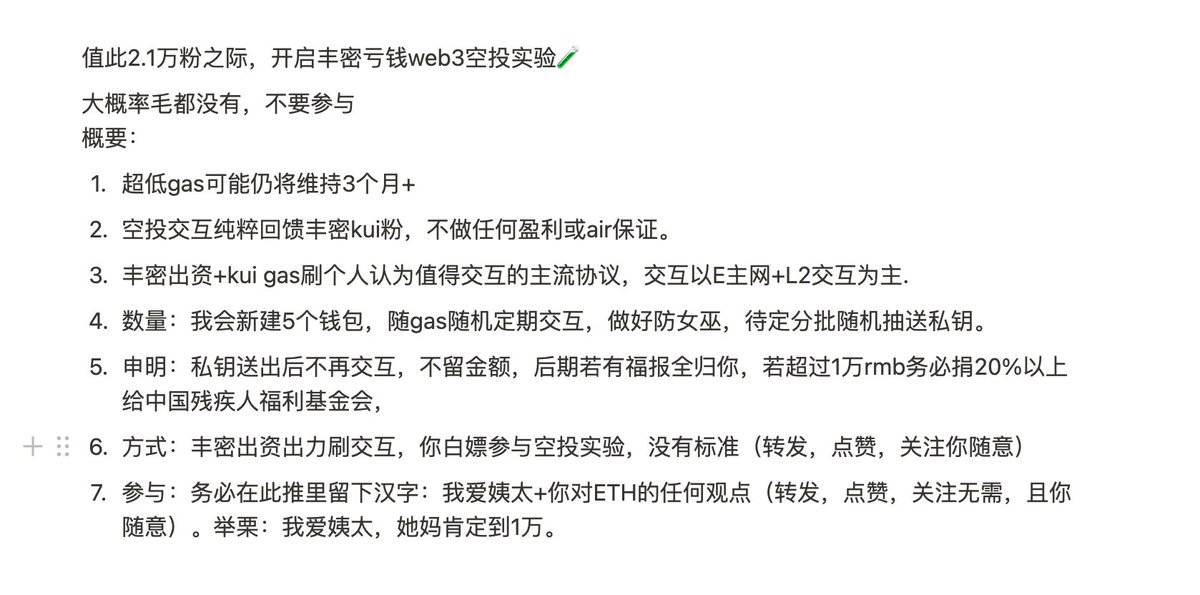 值此2.1万粉之际，开启丰密亏钱web3空投实验🧪
大概率毛都没有，不要参与
概要：
1. 超低gas可能仍将维持3个月+
2. 空投交互纯粹回馈丰密kui粉，不做任何盈利或air保证。
3. 丰密出资+kui gas刷个人认为值得交互的主流协议，交互以E主网+L2交互为主.
4. 数量：我会新建5个钱包，随gas随机定期交互，做好防女巫，待定分批随机抽送私钥。
5. 申明：私钥送出后不再交互，不留金额，后期若有福报全归你，若超过1万rmb务必捐20%以上
给中国残疾人福利基金会，
6. 方式：丰密出资出力刷交互，你白嫖参与空投实验，没有标准（转发，点赞，关注你随意）
7. 参与：务必在此推里留下汉字：我爱姨太+你对ETH的任何观点（转发，点赞，关注无需，且你
随意）。举栗：我爱姨太，她妈肯定到1万。